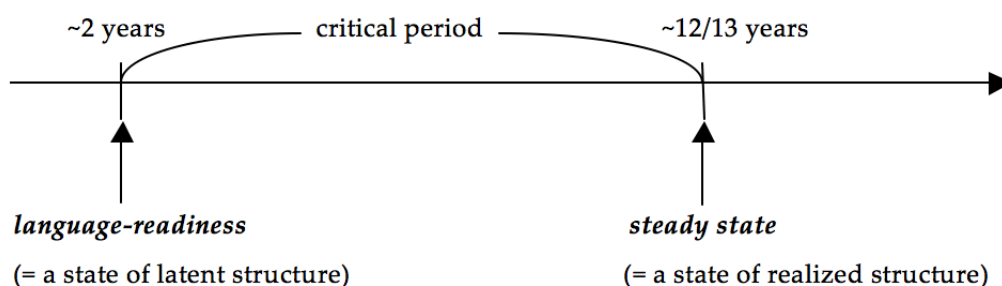 ~2 years critical period ~12/13 years
language-readiness steady state
(= a state of latent structure) (= a state of realized structure)